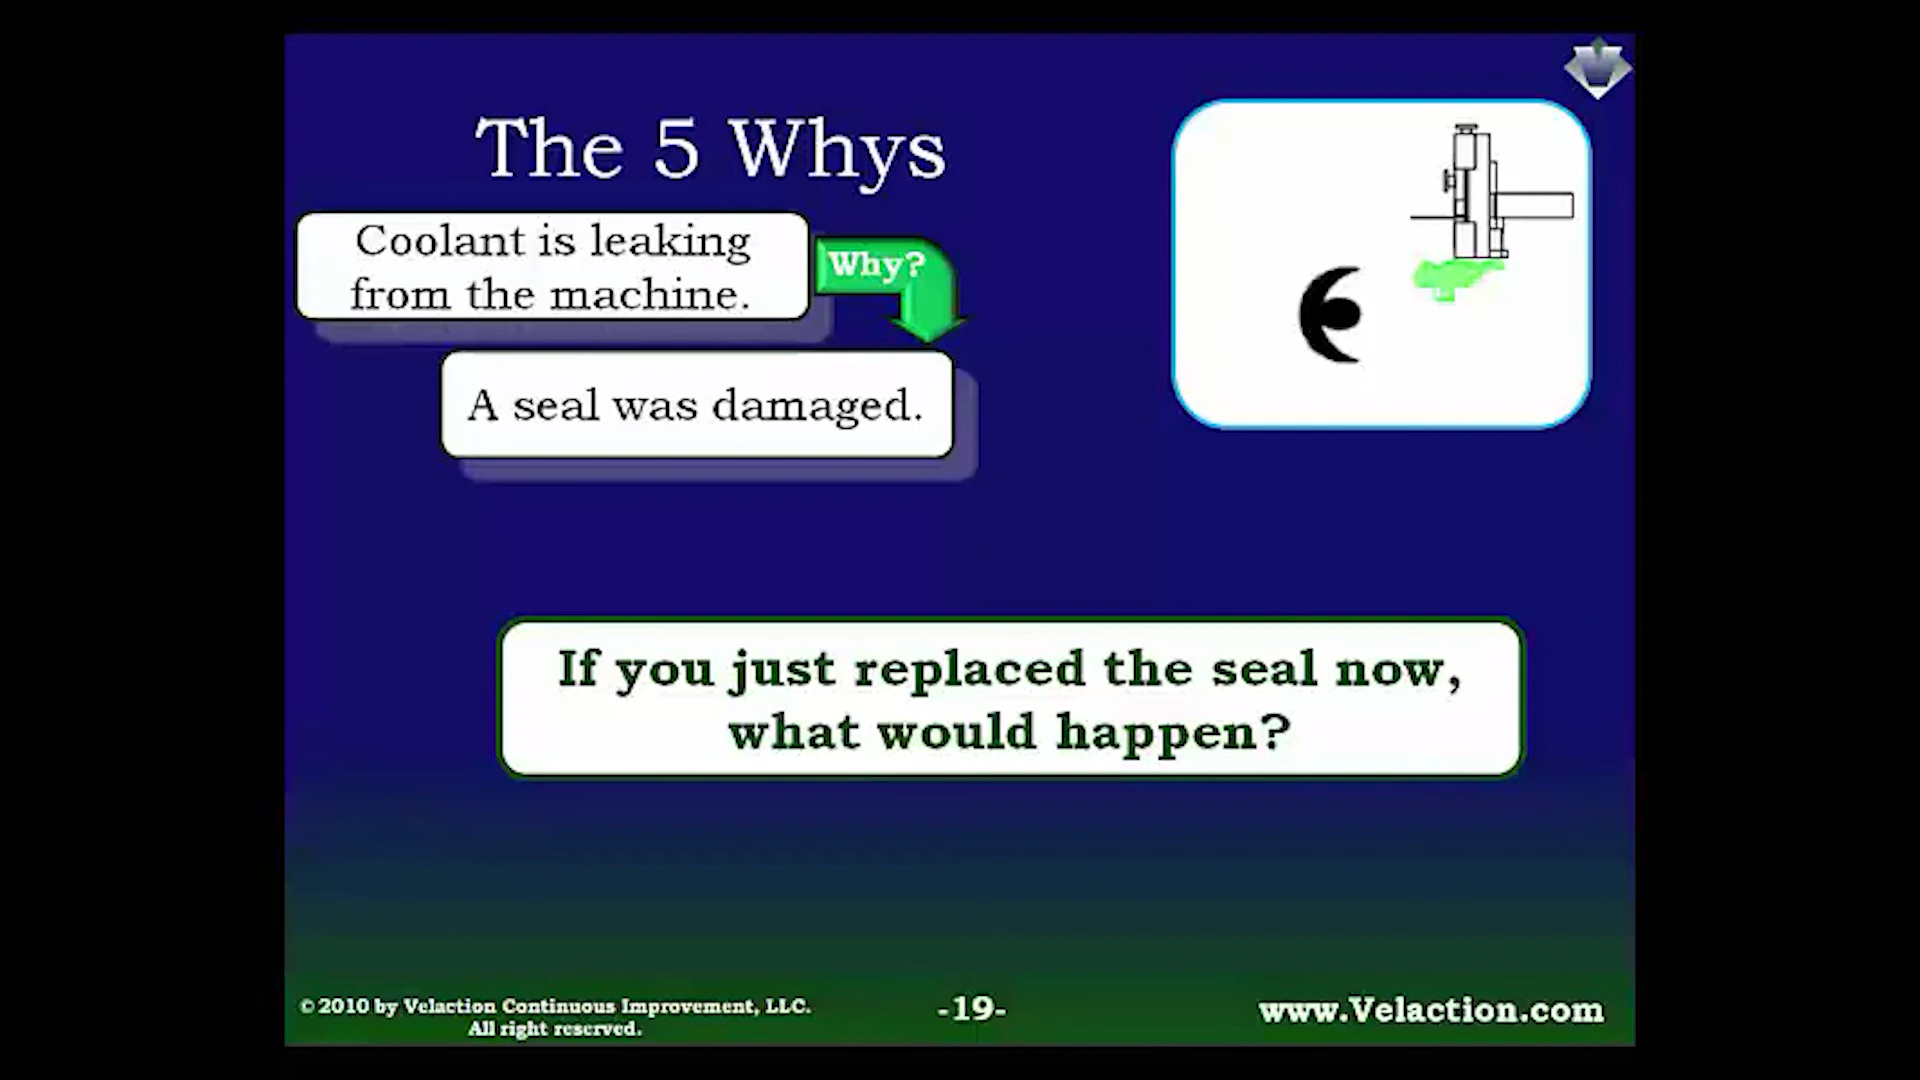 The 5 Whys
Coolant is leaking
from the machine.
Why?
A seal was damaged.
If you just replaced the seal now,
what would happen?
© 2010 by Velaction Continuous Improvement, LLC.
All right reserved.
-19-
www.Velaction.com